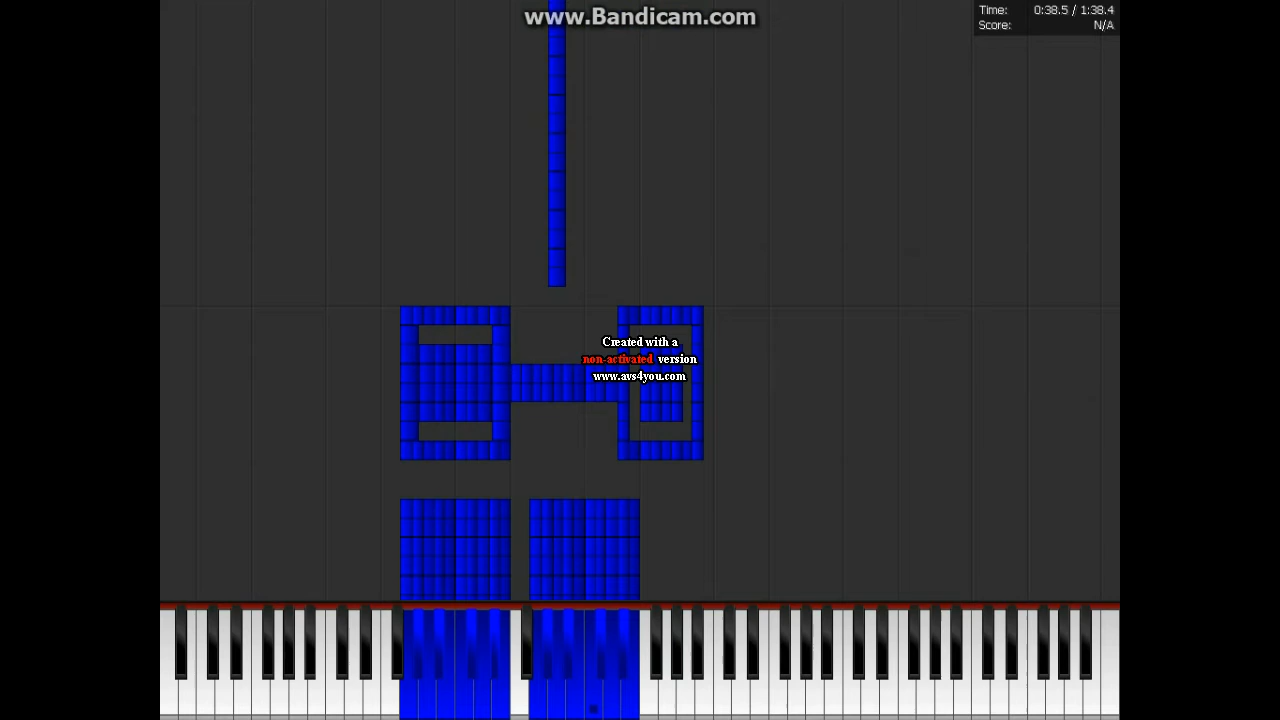 www.Bandicam.com
Time: 0:38.5 / 1:38.4
Score: N/A
Created with a
non-activated version
www.avs4you.com